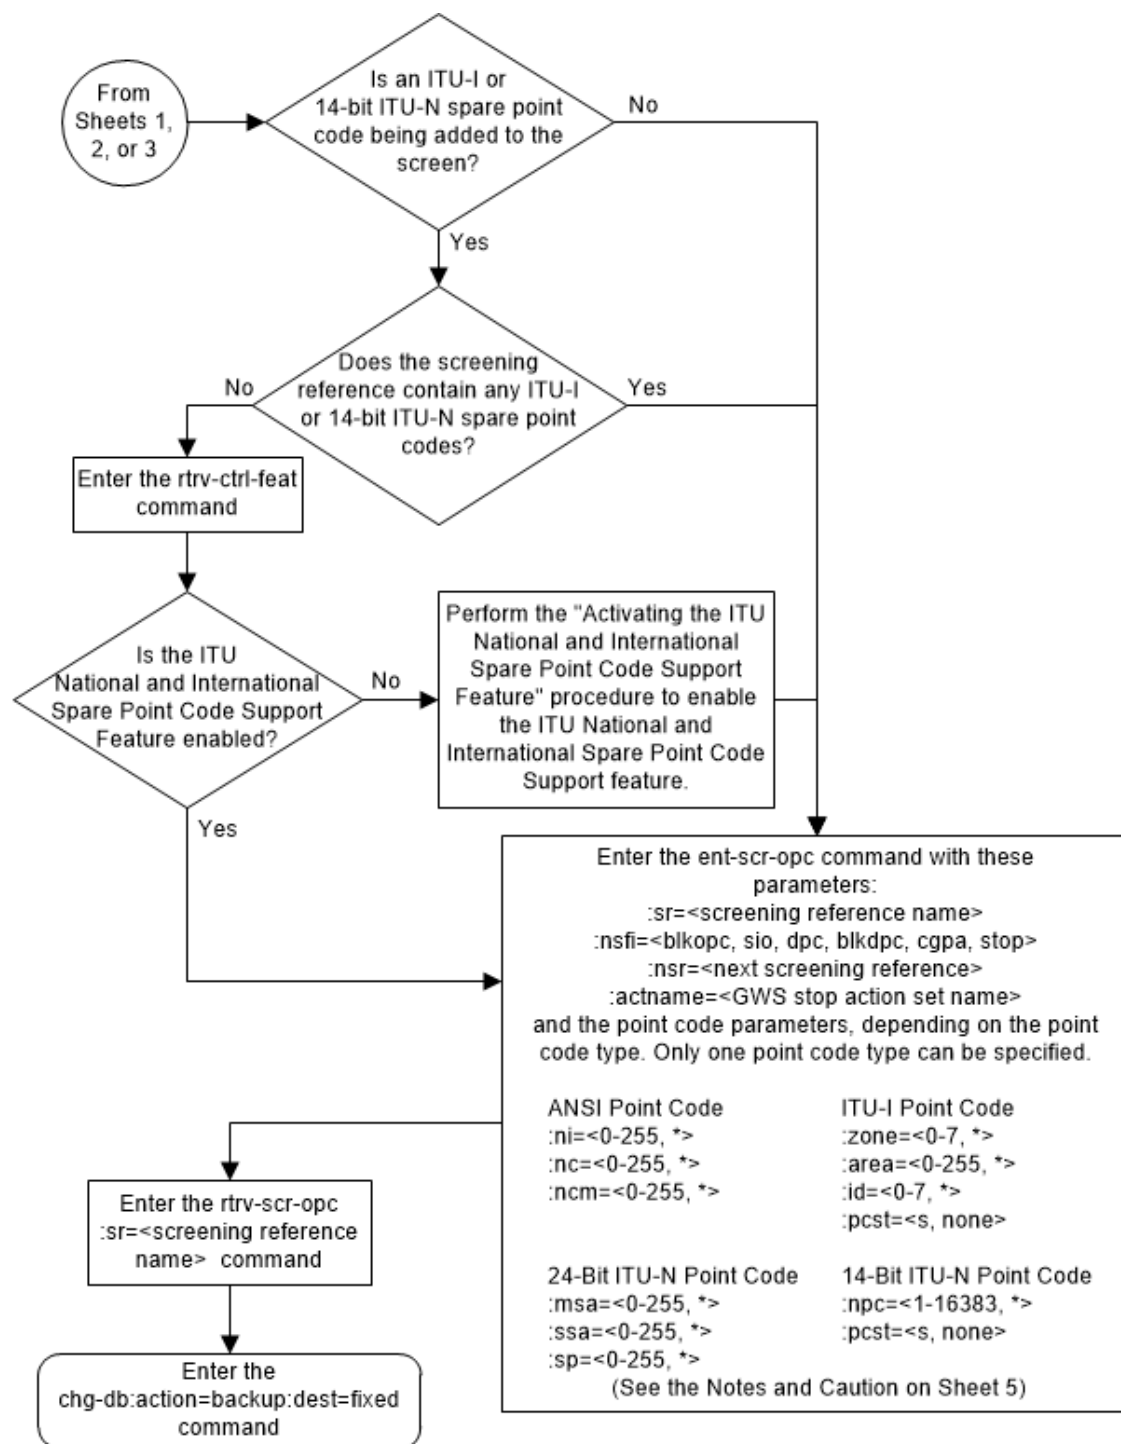 From
Sheets 1,
2, or 3
Is an ITU-I or
14-bit ITU-N spare point
code being added to the
screen?
No
Yes
Does the screening
reference contain any ITU-I
or 14-bit ITU-N spare point
codes?
No
Yes
Enter the rtrv-ctrl-feat
command
Is the ITU
National and International
Spare Point Code Support
Feature enabled?
No
Yes
Perform the "Activating the ITU
National and International
Spare Point Code Support
Feature" procedure to enable
the ITU National and
International Spare Point Code
Support feature.
Enter the ent-scr-opc command with these
parameters:
:sr=<screening reference name>
:nsfi=<blkopc, sio, dpc, blkdpc, cgpa, stop>
:nsr=<next screening reference>
:actname=<GWS stop action set name>
and the point code parameters, depending on the point
code type. Only one point code type can be specified.
ANSI Point Code
:ni=<0-255, *>
:nc=<0-255, *>
:ncm=<0-255, *>
ITU-I Point Code
:zone=<0-7, *>
:area=<0-255, *>
:id=<0-7, *>
:pcst=<s, none>
24-Bit ITU-N Point Code
:msa=<0-255, *>
:ssa=<0-255, *>
:sp=<0-255, *>
14-Bit ITU-N Point Code
:npc=<1-16383, *>
:pcst=<s, none>
(See the Notes and Caution on Sheet 5)
Enter the rtrv-scr-opc
:sr=<screening reference
name> command
Enter the
chg-db:action=backup:dest=fixed
command